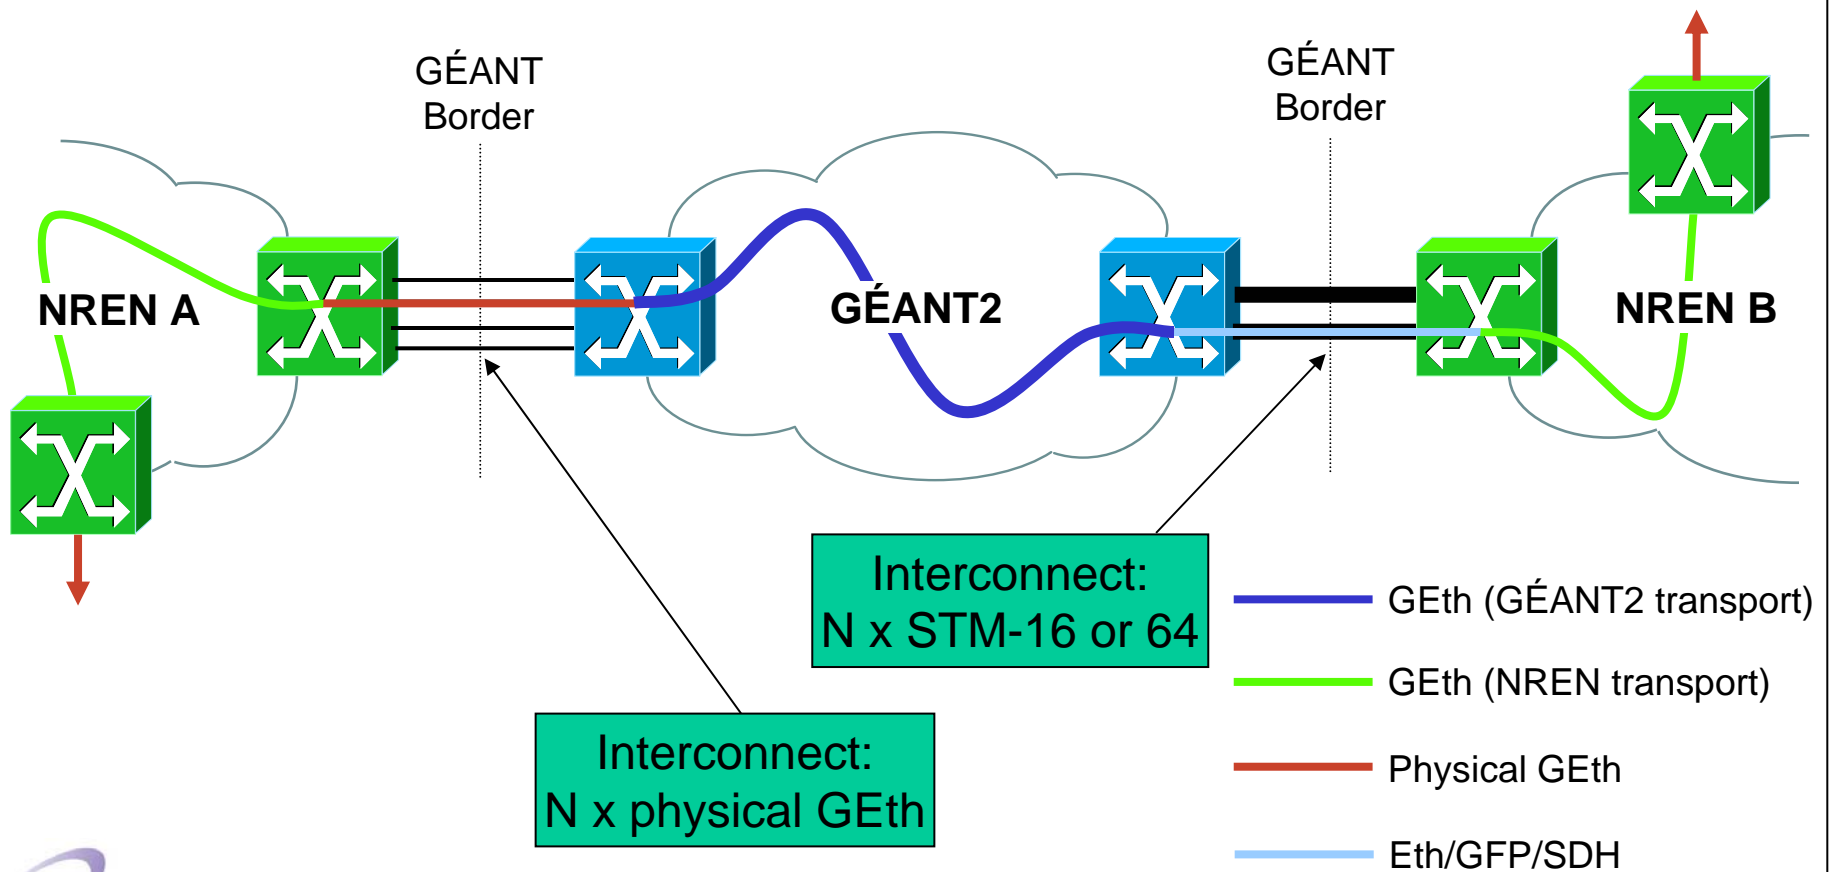 GÉANT
Border
GÉANT
Border
NREN A
GÉANT2
NREN B
Interconnect:
N x STM-16 or 64
Interconnect:
N x physical GEth
GEth (GÉANT2 transport)
GEth (NREN transport)
Physical GEth
Eth/GFP/SDH